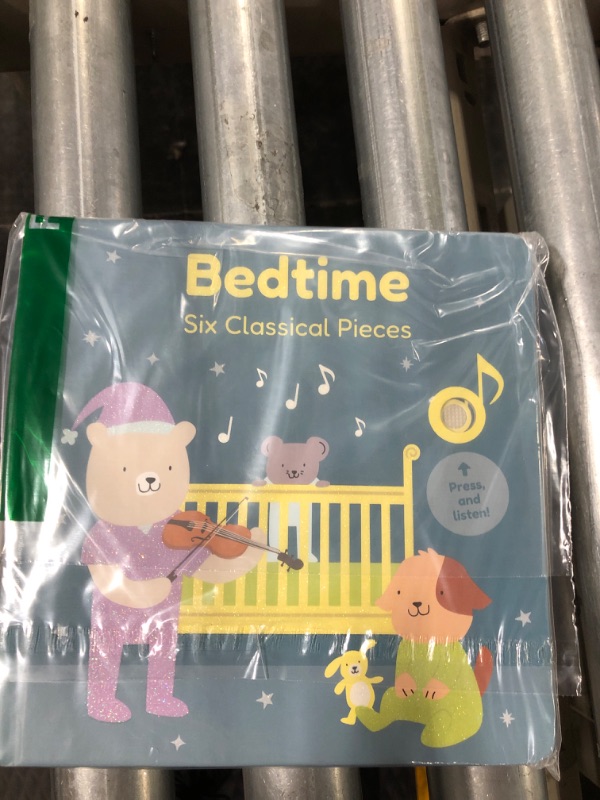 Bedtime
Six Classical Pieces
Press,
and
listen!